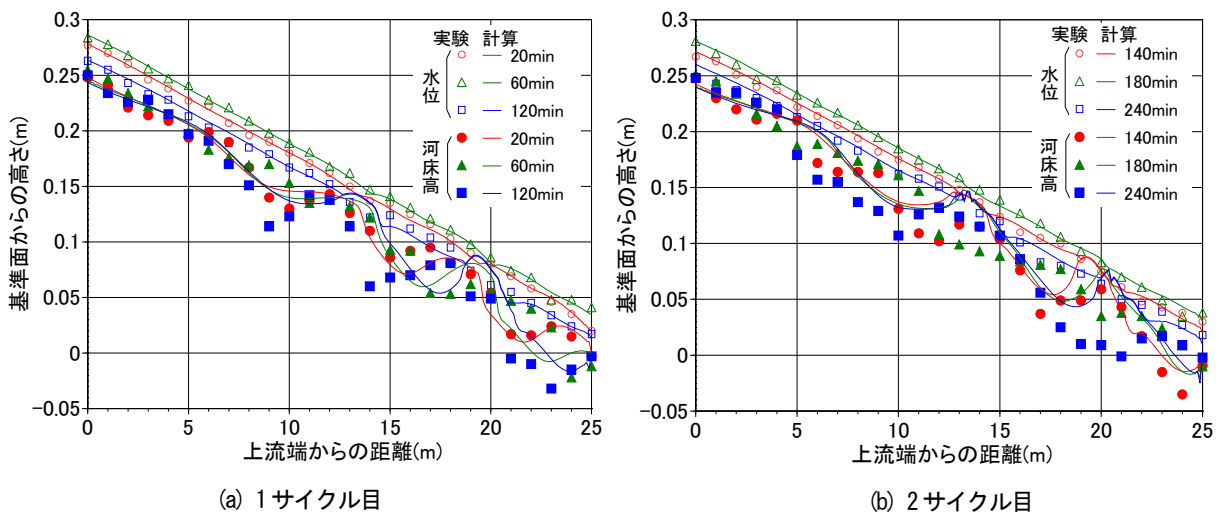 0.3
0.25
0.2
0.15
0.1
0.05
0
−0.05
基準面からの高さ(m)
0 5 10 15 20 25
上流端からの距離(m)
実験 計算
水位
20min
60min
120min
河床高
20min
60min
120min
(a) 1サイクル目
0.3
0.25
0.2
0.15
0.1
0.05
0
−0.05
基準面からの高さ(m)
0 5 10 15 20 25
上流端からの距離(m)
実験 計算
水位
140min
180min
240min
河床高
140min
180min
240min
(b) 2サイクル目